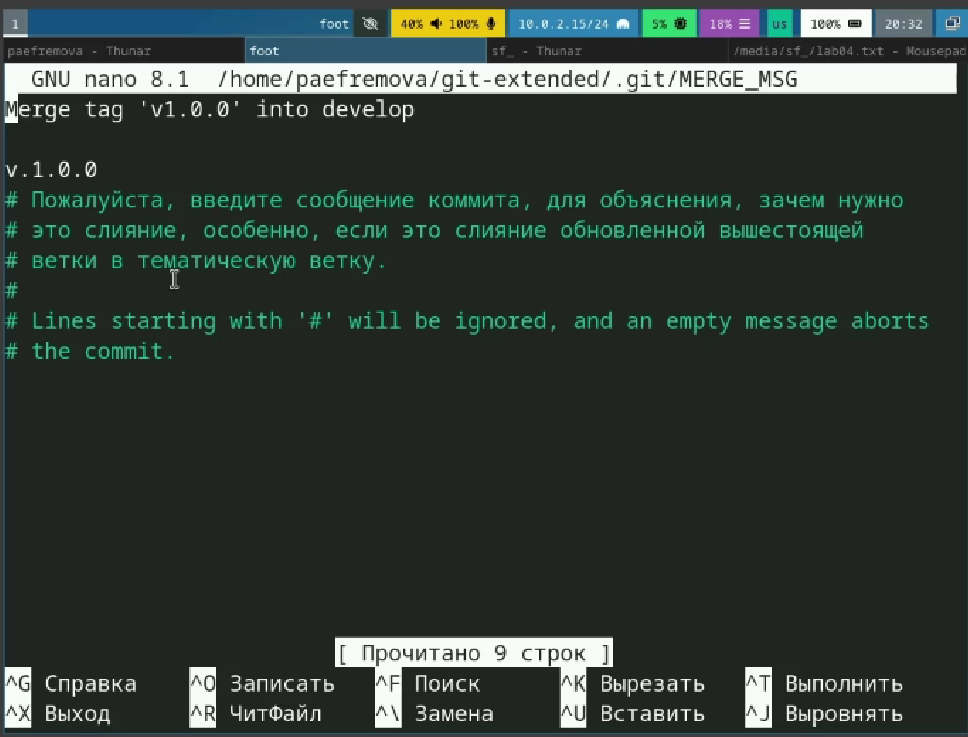 1 foot 40% 100% 10.0.2.15/24 5% 18% us 100% 20:32
paefremova - Thunar foot sf_ - Thunar /media/sf_/lab04.txt - Mousepad
GNU nano 8.1 /home/paefremova/git-extended/.git/MERGE_MSG
Merge tag 'v1.0.0' into develop
v.1.0.0
# Пожалуйста, введите сообщение коммита, для объяснения, зачем нужно
# это слияние, особенно, если это слияние обновленной вышестоящей
# ветки в тематическую ветку.
#
# Lines starting with '#' will be ignored, and an empty message aborts
# the commit.
[ Прочитано 9 строк ]
^G Справка ^O Записать ^F Поиск ^K Вырезать ^T Выполнить
^X Выход ^R ЧитФайл ^\ Замена ^U Вставить ^J Выровнять